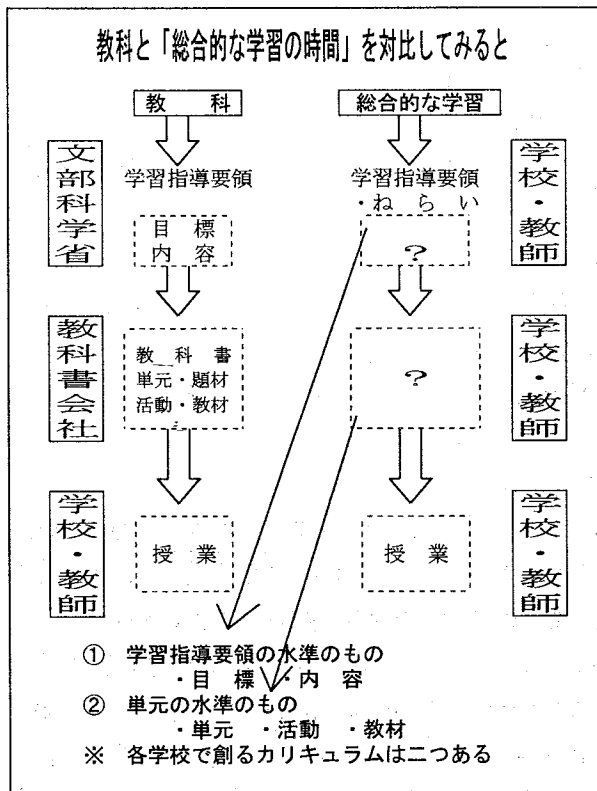 教科と「総合的な学習の時間」を対比してみると
教　科
総合的な学習
文部科学省
学習指導要領
目　標
内　容
学習指導要領
・ね　ら　い
？
学校・教師
教科書会社
教　科　書
単元・題材
活動・教材
？
学校・教師
学校・教師
授　業
授　業
学校・教師
①　学習指導要領の水準のもの
・目　標　・内　容
②　単元の水準のもの
・単元　・活動　・教材
※　各学校で創るカリキュラムは二つある